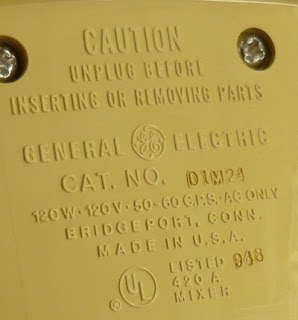 CAUTION
UNPLUG BEFORE
INSERTING OR REMOVING PARTS
GENERAL GE ELECTRIC
CAT. NO. D1M24
120W · 120V · 50-60 C.P.S. · AC ONLY
BRIDGEPORT, CONN.
MADE IN U.S.A.
UL ® LISTED 948
420 A
MIXER